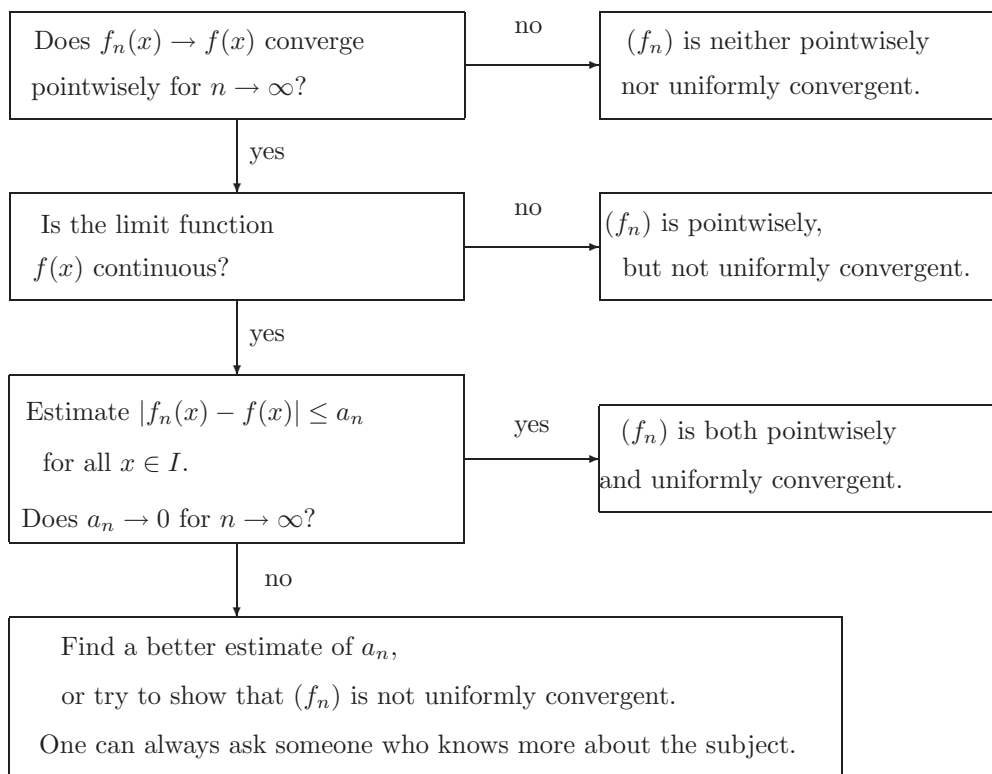 Does fₙ(x) → f(x) converge
pointwisely for n → ∞?
no
(fₙ) is neither pointwisely
nor uniformly convergent.
yes
Is the limit function
f(x) continuous?
no
(fₙ) is pointwisely,
but not uniformly convergent.
yes
Estimate |fₙ(x) − f(x)| ≤ aₙ
for all x ∈ I.
Does aₙ → 0 for n → ∞?
yes
(fₙ) is both pointwisely
and uniformly convergent.
no
Find a better estimate of aₙ,
or try to show that (fₙ) is not uniformly convergent.
One can always ask someone who knows more about the subject.